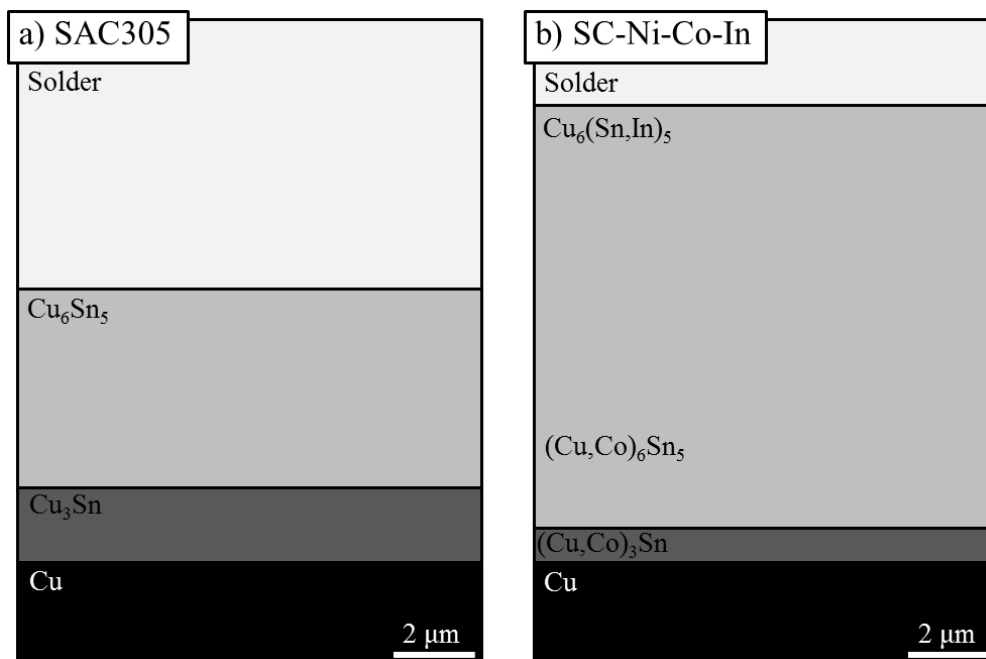 a) SAC305
Solder
Cu₆Sn₅
Cu₃Sn
Cu
2 μm
b) SC-Ni-Co-In
Solder
Cu₆(Sn,In)₅
(Cu,Co)₆Sn₅
(Cu,Co)₃Sn
Cu
2 μm